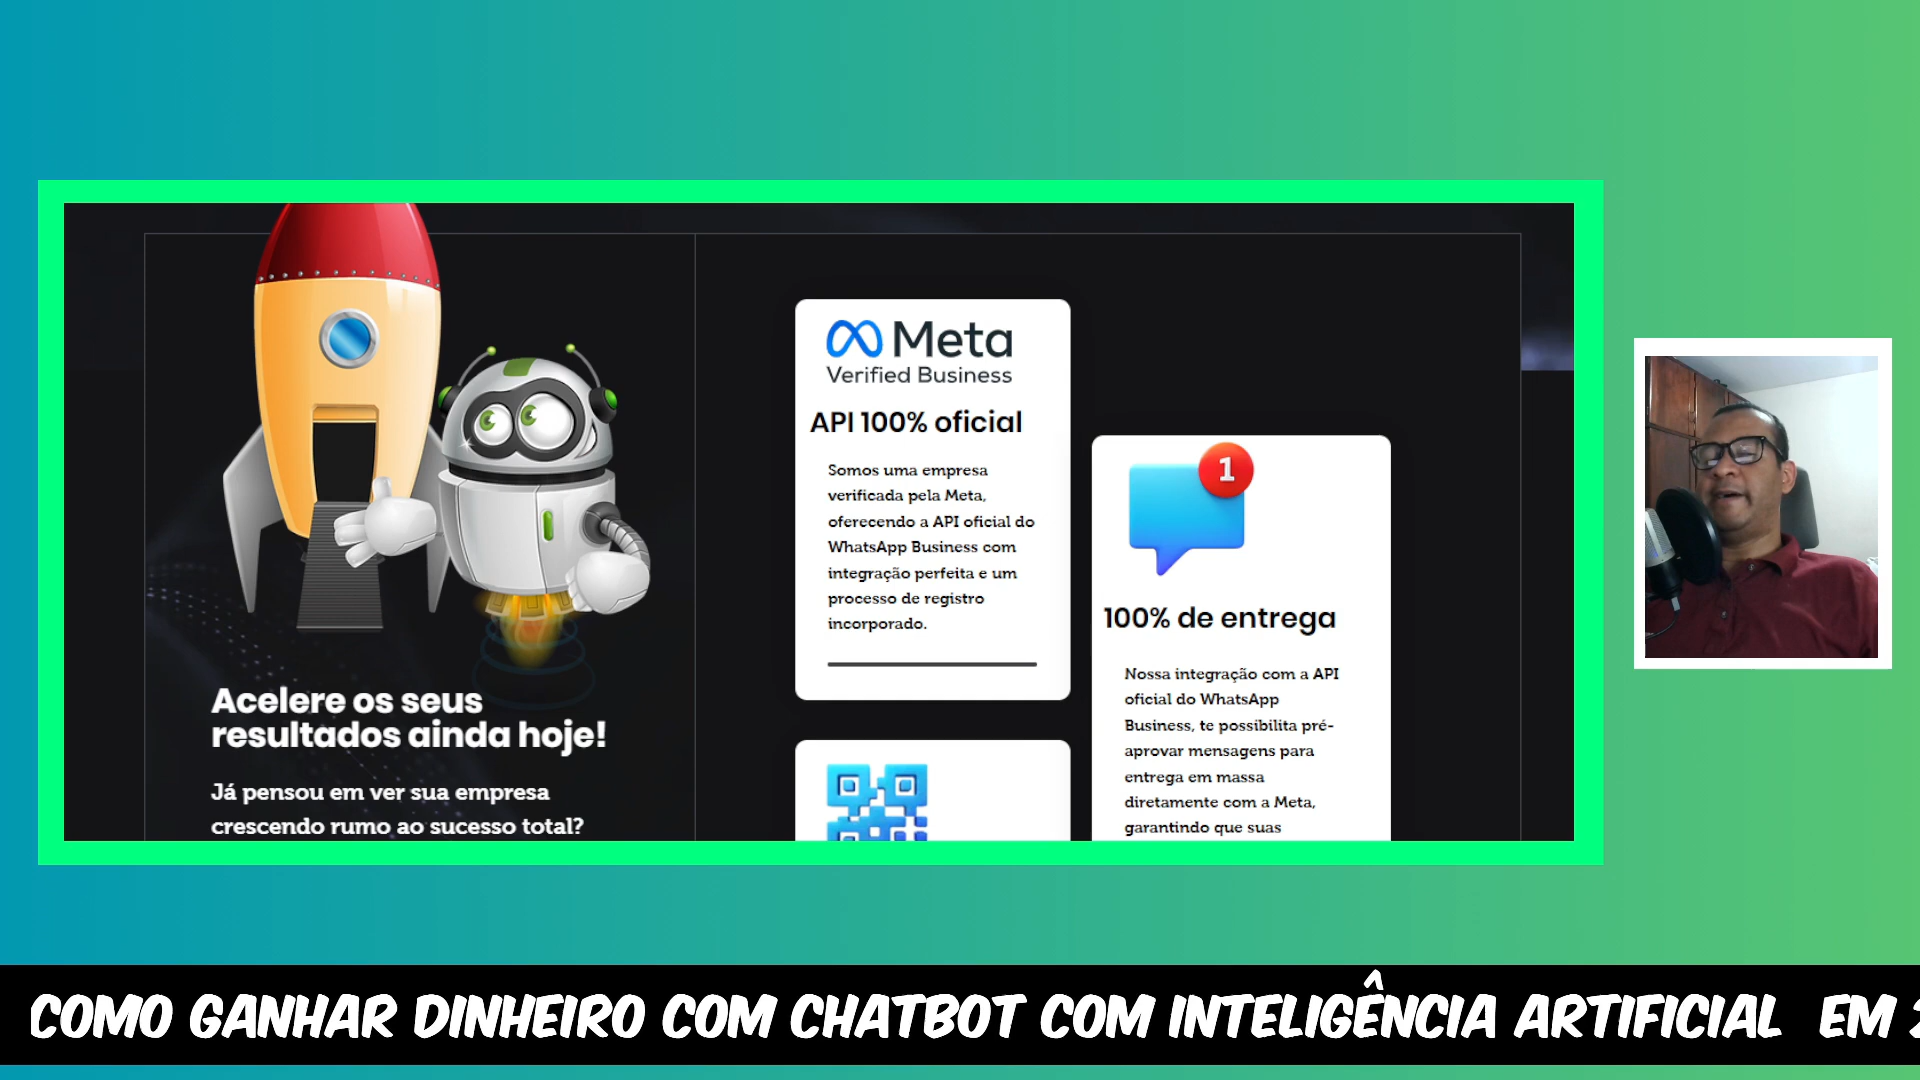 Meta
Verified Business
API 100% oficial
Somos uma empresa
verificada pela Meta,
oferecendo a API oficial do
WhatsApp Business com
integração perfeita e um
processo de registro
incorporado.
1
100% de entrega
Nossa integração com a API
oficial do WhatsApp
Business, te possibilita pré-
aprovar mensagens para
entrega em massa
diretamente com a Meta,
garantindo que suas
Acelere os seus
resultados ainda hoje!
Já pensou em ver sua empresa
crescendo rumo ao sucesso total?
COMO GANHAR DINHEIRO COM CHATBOT COM INTELIGÊNCIA ARTIFICIAL EM